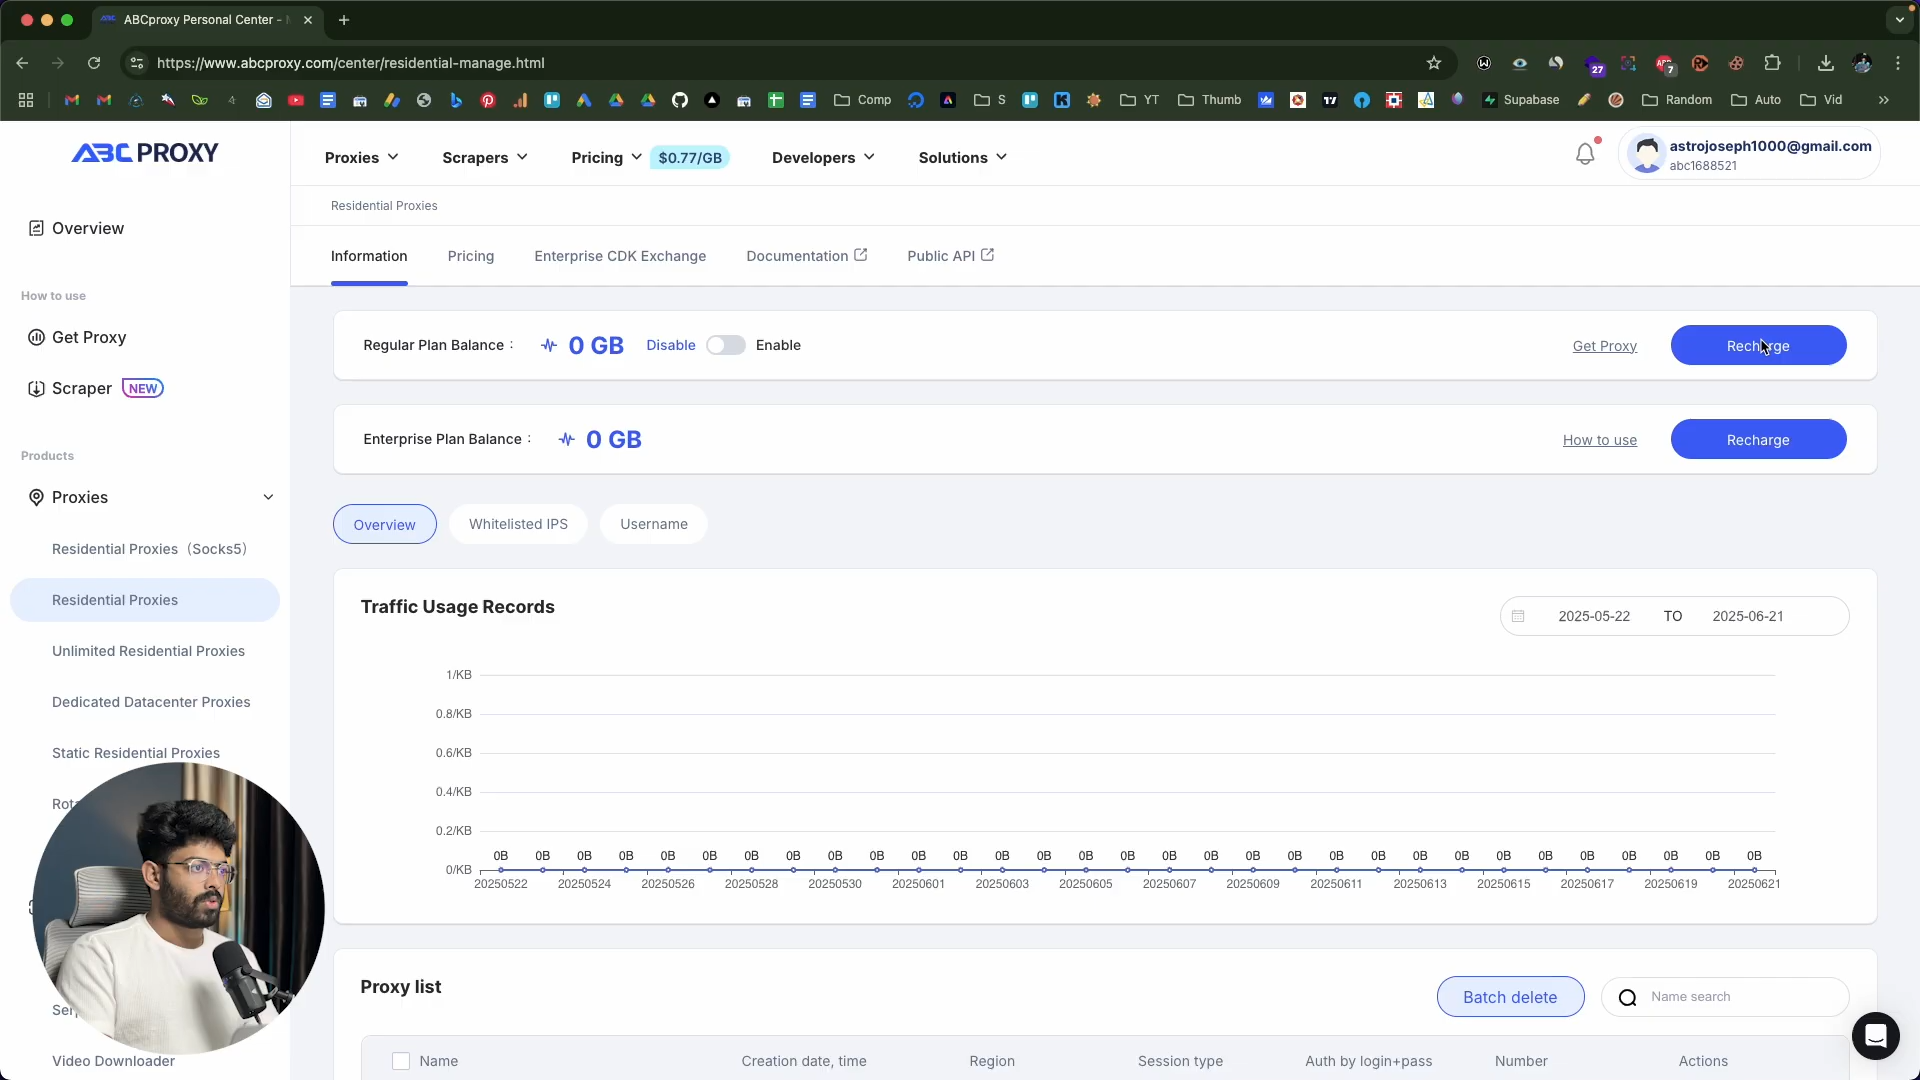 ABCproxy Personal Center -
https://www.abcproxy.com/center/residential-manage.html
27
7
Comp
S
YT
Thumb
Supabase
Random
Auto
Vid
ABC PROXY
Proxies
Scrapers
Pricing
$0.77/GB
Developers
Solutions
astrojoseph1000@gmail.com
abc1688521
Overview
How to use
Get Proxy
Scraper
NEW
Products
Proxies
Residential Proxies（Socks5）
Residential Proxies
Unlimited Residential Proxies
Dedicated Datacenter Proxies
Static Residential Proxies
Video Downloader
Residential Proxies
Information
Pricing
Enterprise CDK Exchange
Documentation
Public API
Regular Plan Balance :
0 GB
Disable
Enable
Get Proxy
Recharge
Enterprise Plan Balance :
0 GB
How to use
Recharge
Overview
Whitelisted IPS
Username
Traffic Usage Records
2025-05-22
TO
2025-06-21
1/KB
0.8/KB
0.6/KB
0.4/KB
0.2/KB
0/KB
0B 0B 0B 0B 0B 0B 0B 0B 0B 0B 0B 0B 0B 0B 0B 0B 0B 0B 0B 0B 0B 0B 0B 0B 0B 0B 0B 0B 0B 0B 0B
20250522 20250524 20250526 20250528 20250530 20250601 20250603 20250605 20250607 20250609 20250611 20250613 20250615 20250617 20250619 20250621
Proxy list
Batch delete
Name search
Name
Creation date, time
Region
Session type
Auth by login+pass
Number
Actions